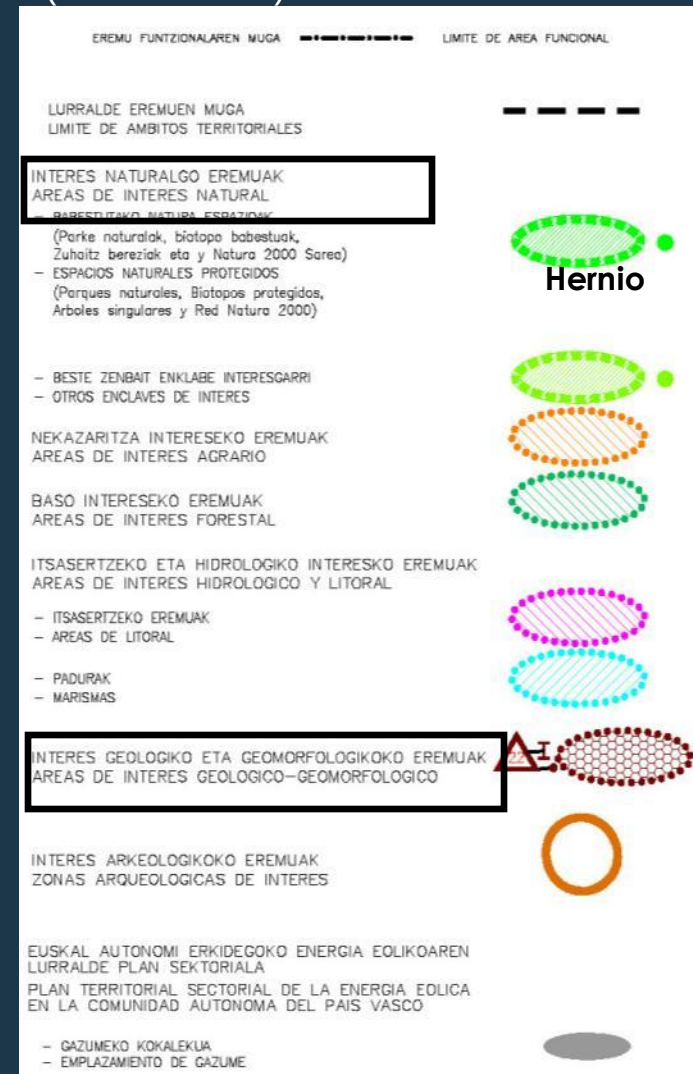 EREMU FUNTZIONALAREN MUGA LIMITE DE AREA FUNCIONAL
LURRALDE EREMUEN MUGA
LIMITE DE AMBITOS TERRITORIALES
INTERES NATURALGO EREMUAK
AREAS DE INTERES NATURAL
– BABESTUTAKO NATURA ESPAZIOAK
(Parke naturalak, biotopo babestuak,
Zuhaitz bereziak eta y Natura 2000 Sarea)
– ESPACIOS NATURALES PROTEGIDOS
(Parques naturales, Biotopos protegidos,
Arboles singulares y Red Natura 2000)
Hernio
– BESTE ZENBAIT ENKLABE INTERESGARRI
– OTROS ENCLAVES DE INTERES
NEKAZARITZA INTERESEKO EREMUAK
AREAS DE INTERES AGRARIO
BASO INTERESEKO EREMUAK
AREAS DE INTERES FORESTAL
ITSASERTZEKO ETA HIDROLOGIKO INTERESKO EREMUAK
AREAS DE INTERES HIDROLOGICO Y LITORAL
– ITSASERTZEKO EREMUAK
– AREAS DE LITORAL
– PADURAK
– MARISMAS
INTERES GEOLOGIKO ETA GEOMORFOLOGIKOKO EREMUAK
AREAS DE INTERES GEOLOGICO-GEOMORFOLOGICO
22 I
INTERES ARKEOLOGIKOKO EREMUAK
ZONAS ARQUEOLOGICAS DE INTERES
EUSKAL AUTONOMI ERKIDEGOKO ENERGIA EOLIKOAREN
LURRALDE PLAN SEKTORIALA
PLAN TERRITORIAL SECTORIAL DE LA ENERGIA EOLICA
EN LA COMUNIDAD AUTONOMA DEL PAIS VASCO
– GAZUMEKO KOKALEKUA
– EMPLAZAMIENTO DE GAZUME